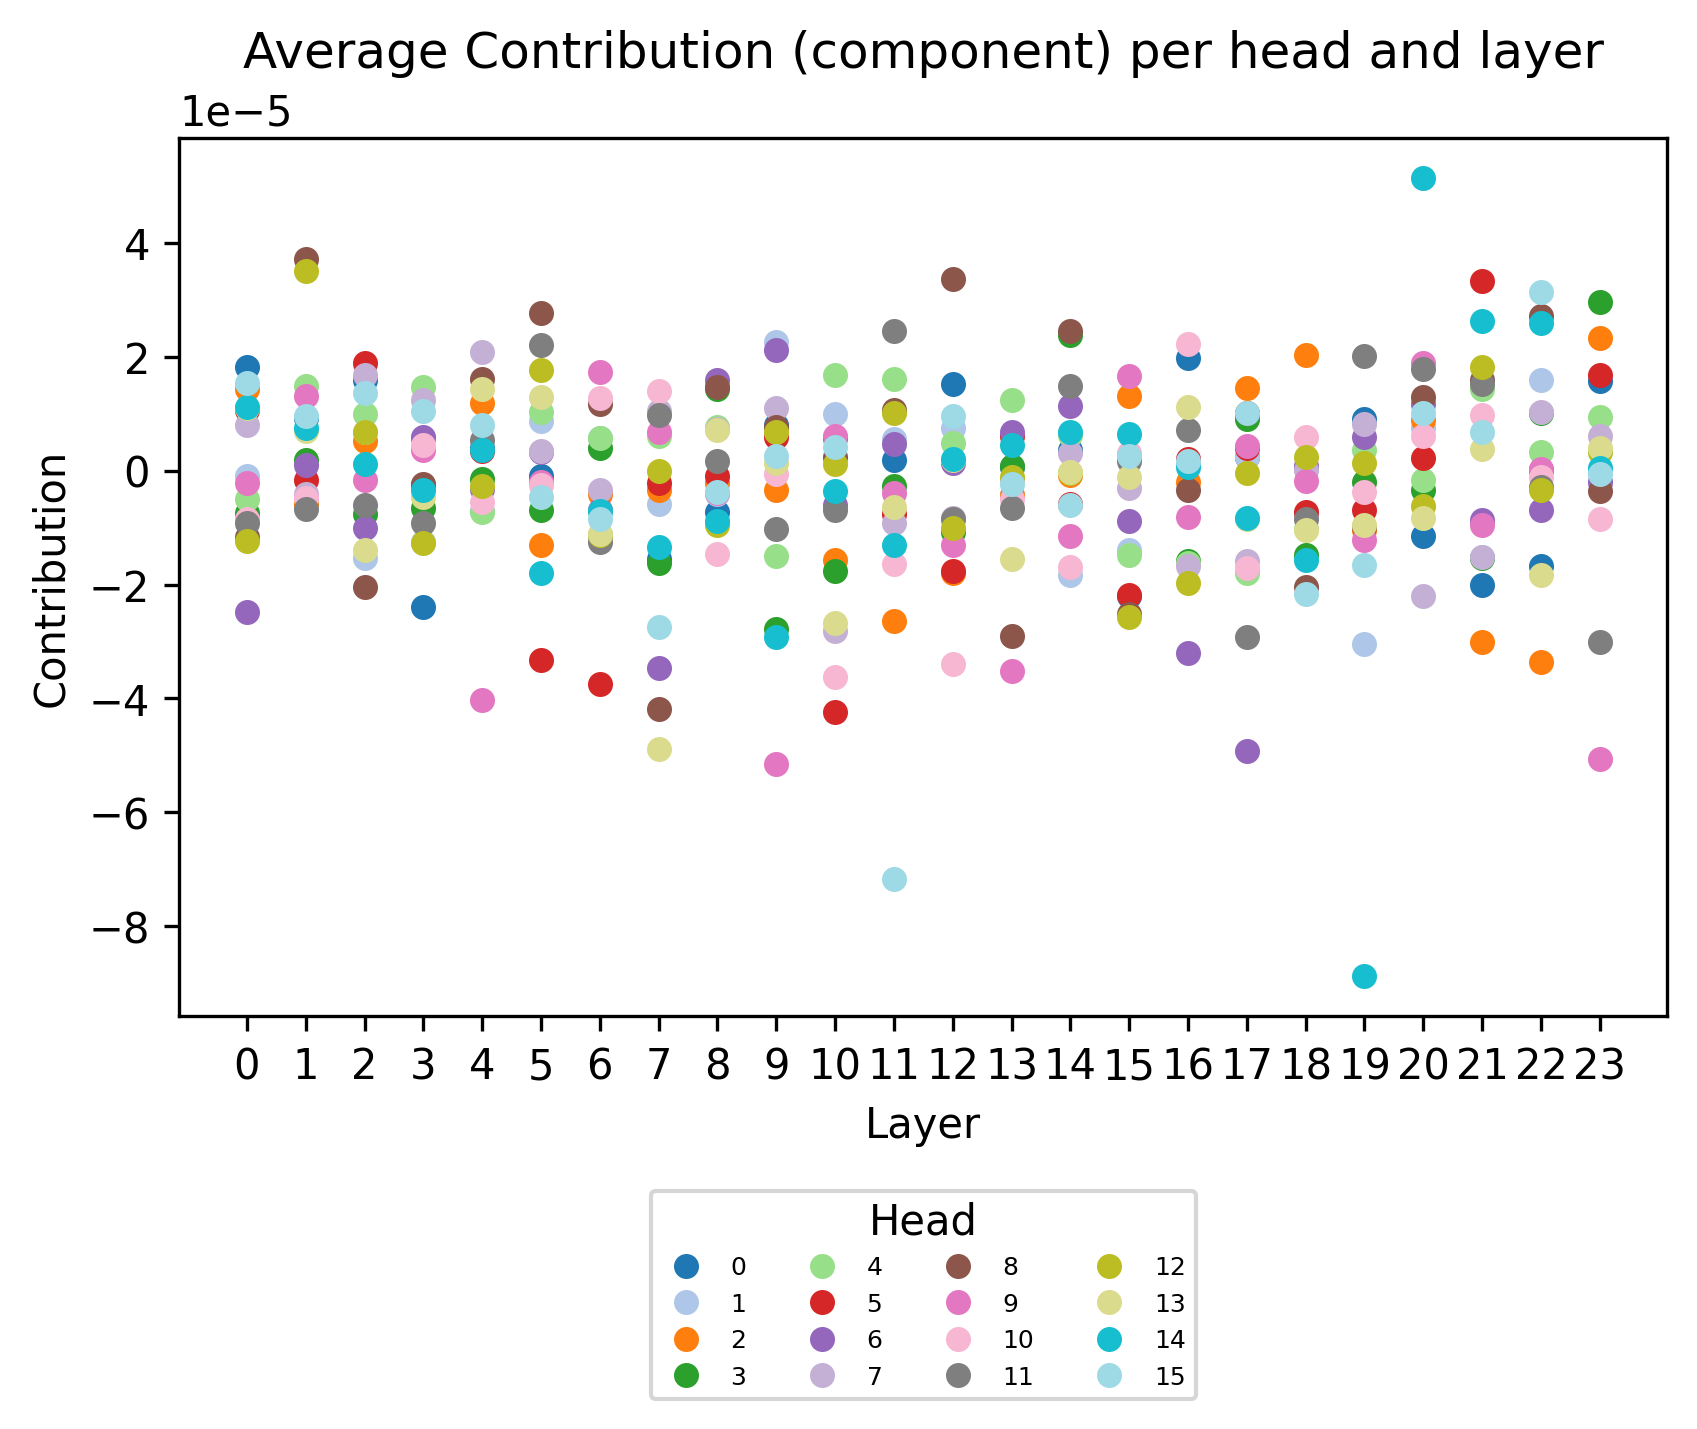 Average Contribution (component) per head and layer
1e−5
4
2
0
−2
−4
−6
−8
Contribution
0 1 2 3 4 5 6 7 8 9 10 11 12 13 14 15 16 17 18 19 20 21 22 23
Layer
Head
0 4 8 12
1 5 9 13
2 6 10 14
3 7 11 15